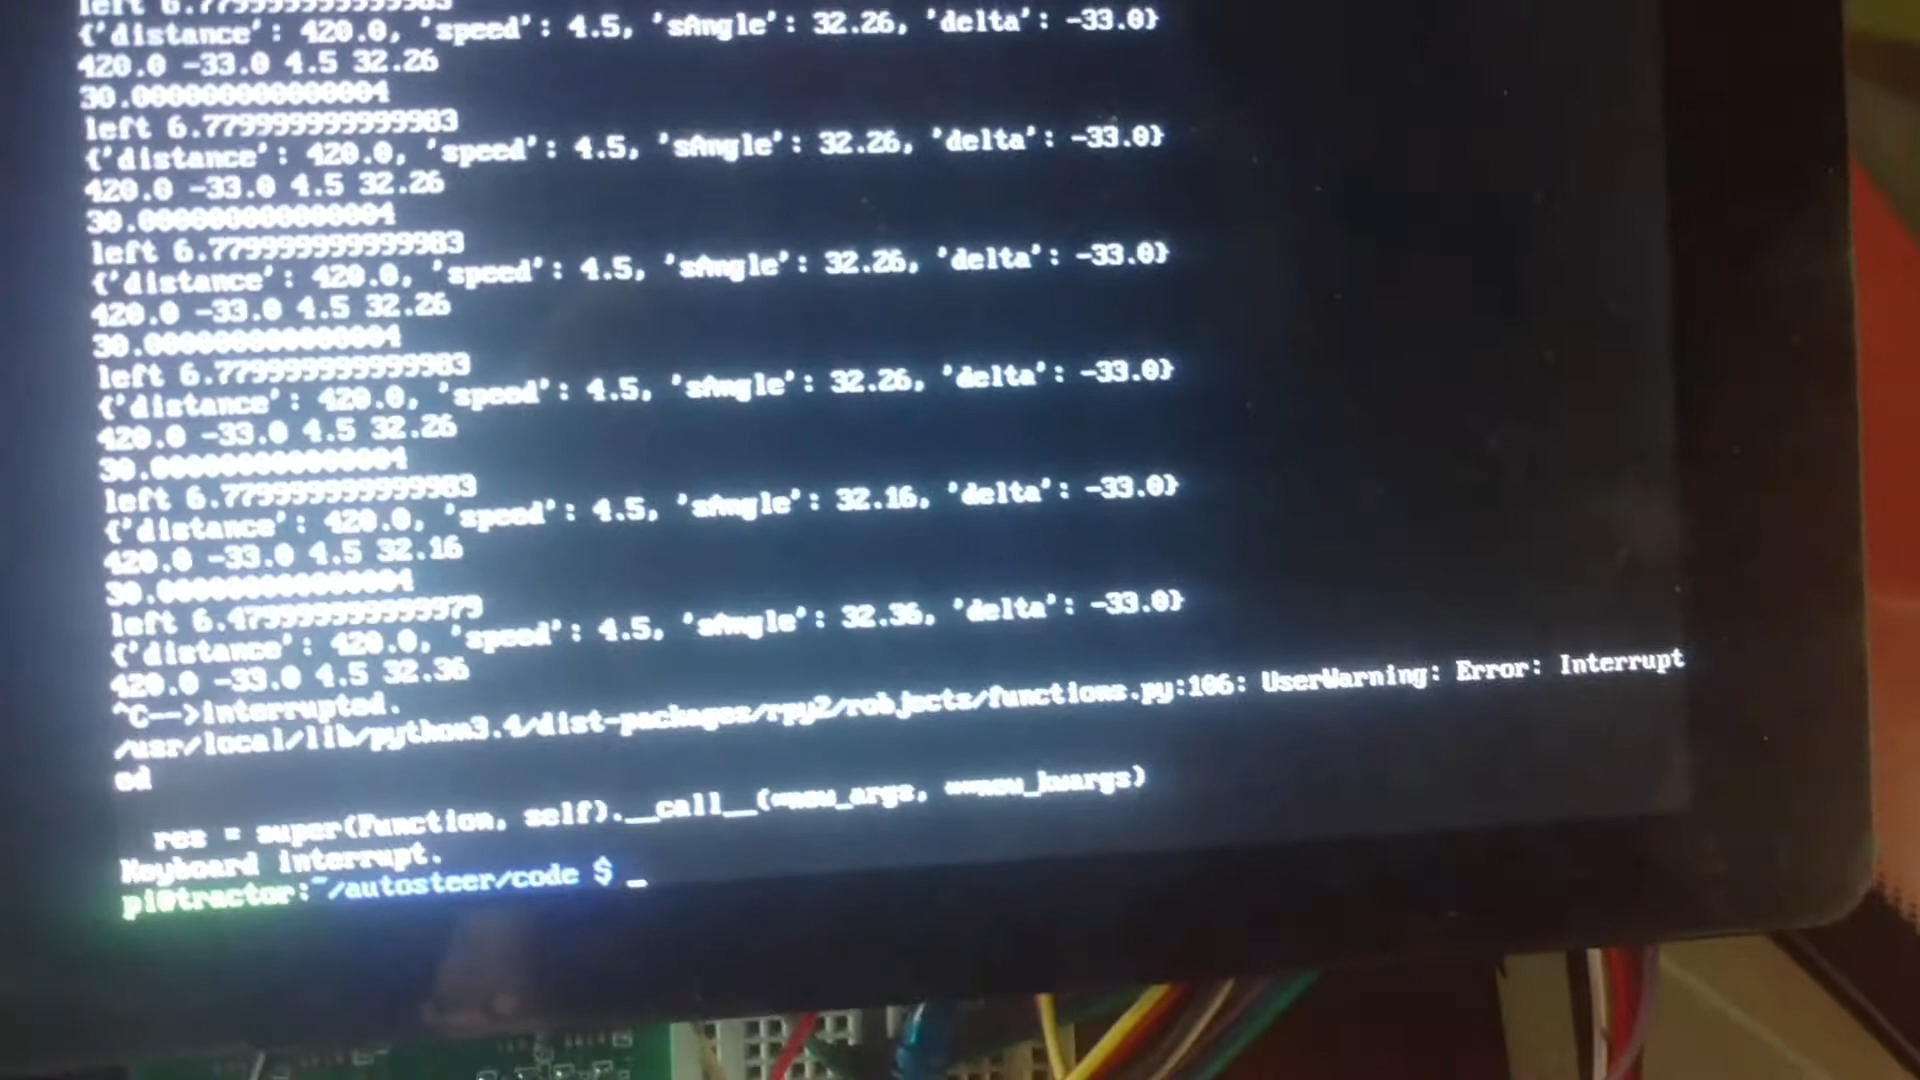 left 6.779999999999983
{'distance': 420.0, 'speed': 4.5, 'sAngle': 32.26, 'delta': -33.0}
420.0 -33.0 4.5 32.26
30.000000000000004
left 6.779999999999983
{'distance': 420.0, 'speed': 4.5, 'sAngle': 32.26, 'delta': -33.0}
420.0 -33.0 4.5 32.26
30.000000000000004
left 6.779999999999983
{'distance': 420.0, 'speed': 4.5, 'sAngle': 32.26, 'delta': -33.0}
420.0 -33.0 4.5 32.26
30.000000000000004
left 6.779999999999983
{'distance': 420.0, 'speed': 4.5, 'sAngle': 32.26, 'delta': -33.0}
420.0 -33.0 4.5 32.26
30.000000000000004
left 6.779999999999983
{'distance': 420.0, 'speed': 4.5, 'sAngle': 32.16, 'delta': -33.0}
420.0 -33.0 4.5 32.16
30.000000000000004
left 6.479999999999979
{'distance': 420.0, 'speed': 4.5, 'sAngle': 32.36, 'delta': -33.0}
420.0 -33.0 4.5 32.36
^C-->Interrupted.
/usr/local/lib/python3.4/dist-packages/rpy2/robjects/functions.py:106: UserWarning: Error: Interrupt
ed
res = super(Function, self).__call__(*new_args, **new_kwargs)
Keyboard interrupt.
pi@tractor:~/autosteer/code $ _